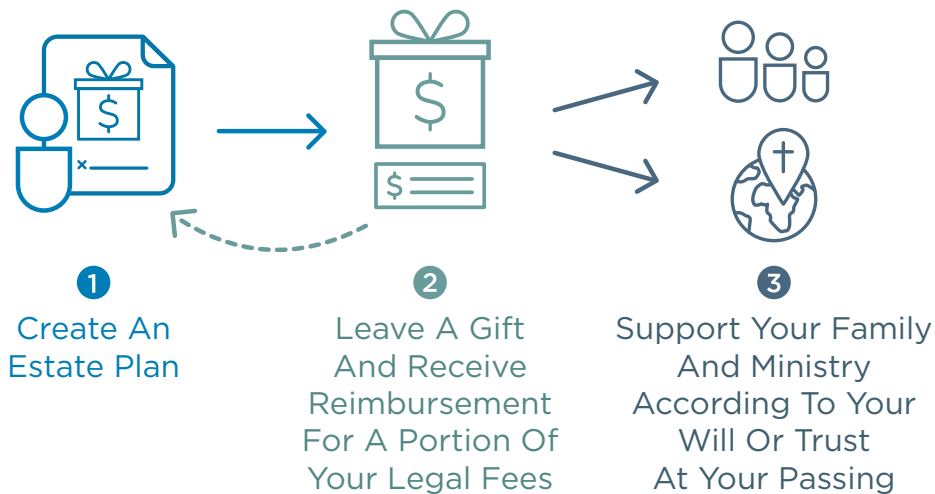 $
×
$
$
1
Create An
Estate Plan
2
Leave A Gift
And Receive
Reimbursement
For A Portion Of
Your Legal Fees
3
Support Your Family
And Ministry
According To Your
Will Or Trust
At Your Passing